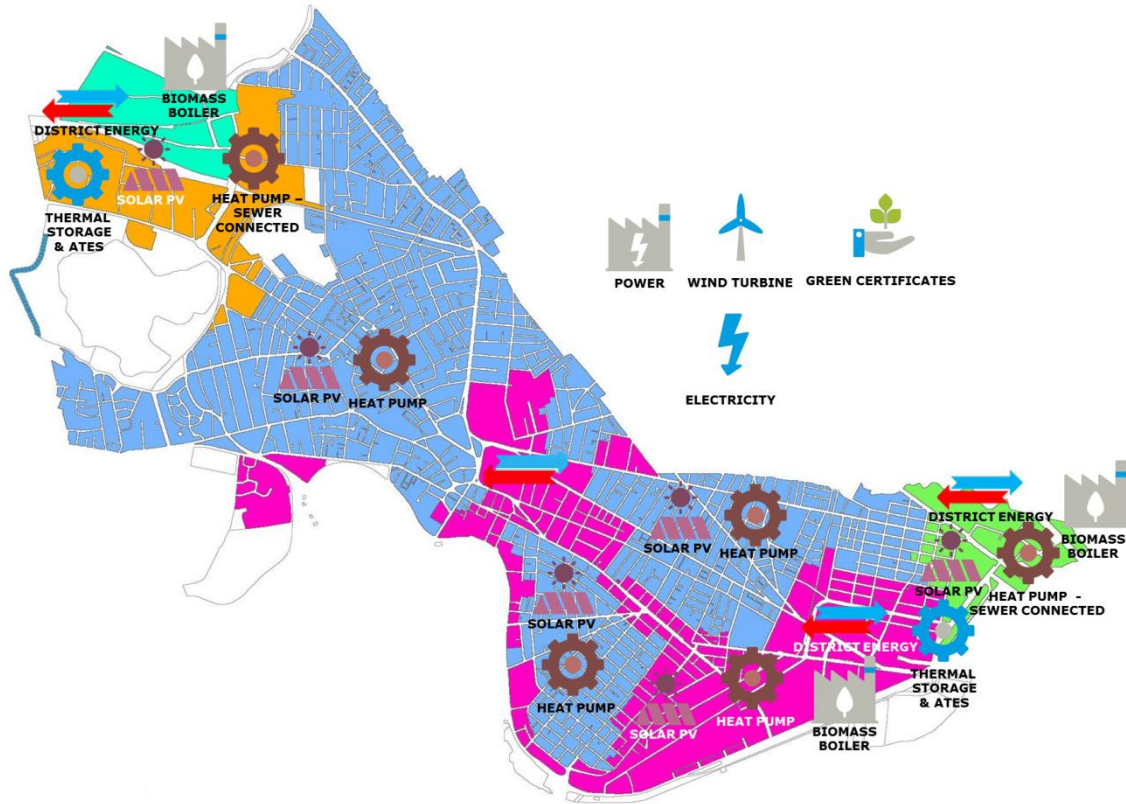 BIOMASS
BOILER
DISTRICT ENERGY
SOLAR PV
HEAT PUMP –
SEWER
CONNECTED
THERMAL
STORAGE
& ATES
POWER
WIND TURBINE
GREEN CERTIFICATES
ELECTRICITY
SOLAR PV
HEAT PUMP
SOLAR PV
HEAT PUMP
DISTRICT ENERGY
BIOMASS
BOILER
SOLAR PV
HEAT PUMP -
SEWER CONNECTED
SOLAR PV
HEAT PUMP
DISTRICT ENERGY
THERMAL
STORAGE
& ATES
SOLAR PV
HEAT PUMP
BIOMASS
BOILER